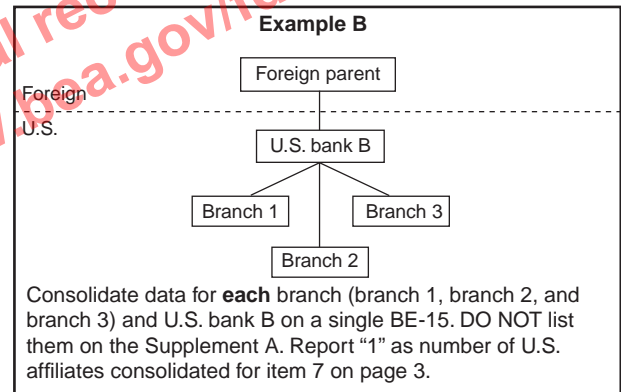 Example B
Foreign parent
Foreign
U.S.
U.S. bank B
Branch 1
Branch 3
Branch 2
Consolidate data for each branch (branch 1, branch 2, and
branch 3) and U.S. bank B on a single BE-15. DO NOT list
them on the Supplement A. Report “1” as number of U.S.
affiliates consolidated for item 7 on page 3.